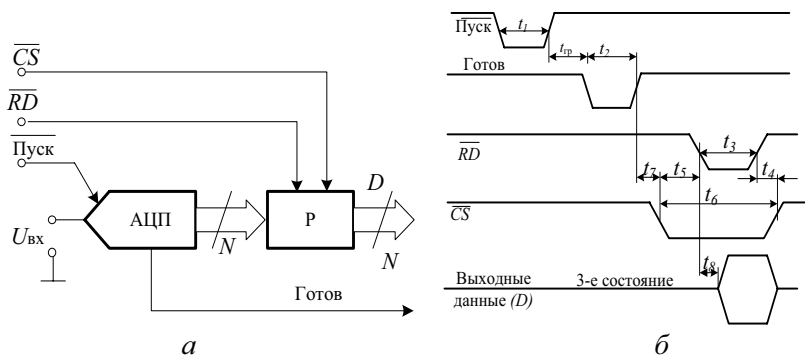 CS
RD
Пуск
АЦП
Р
D
N
N
Uвх
Готов
а
Пуск
t1
tгр
t2
Готов
RD
t3
t7
t5
t4
t6
CS
t8
Выходные
данные (D)
3-е состояние
б